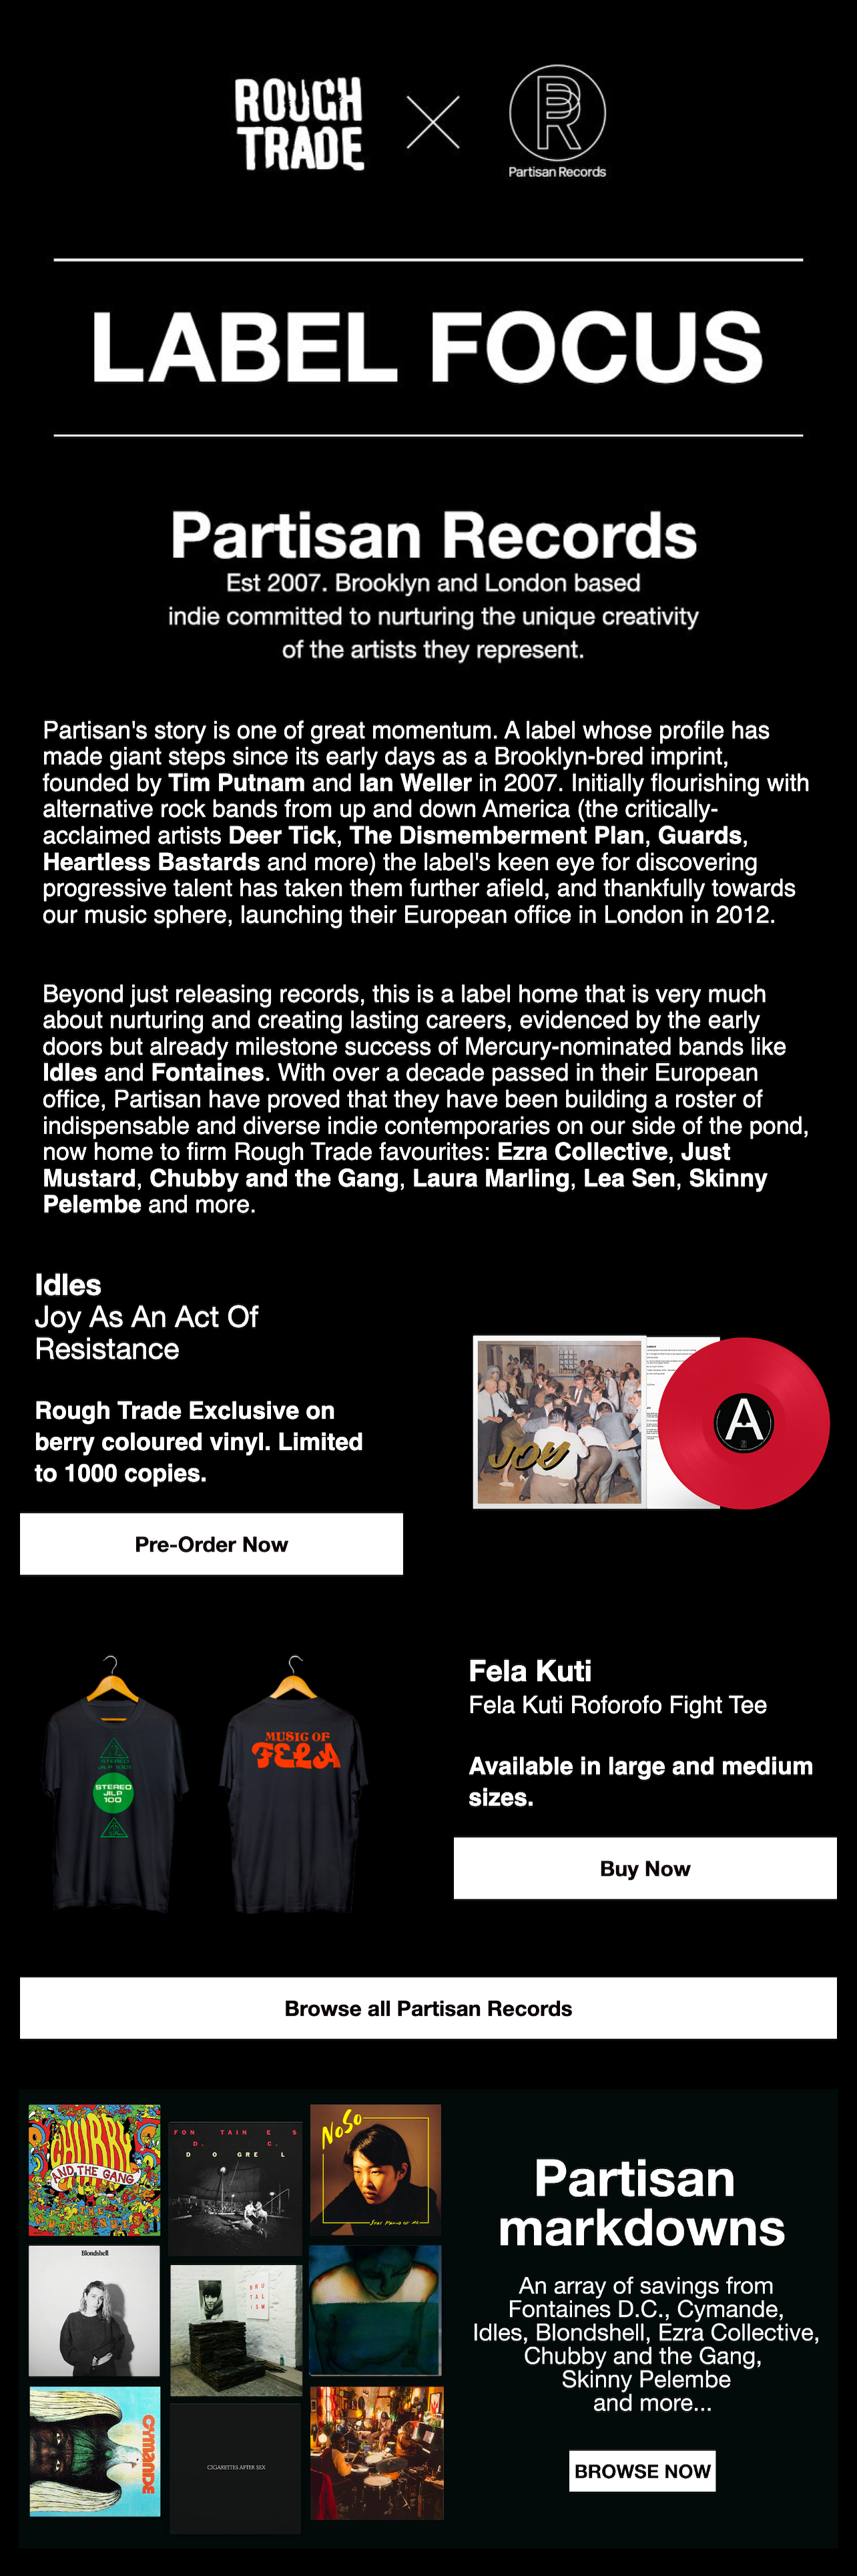 ROUGH
TRADE
Partisan Records
LABEL FOCUS
Partisan Records
Est 2007. Brooklyn and London based
indie committed to nurturing the unique creativity
of the artists they represent.
Partisan's story is one of great momentum. A label whose profile has
made giant steps since its early days as a Brooklyn-bred imprint,
founded by Tim Putnam and Ian Weller in 2007. Initially flourishing with
alternative rock bands from up and down America (the critically-
acclaimed artists Deer Tick, The Dismemberment Plan, Guards,
Heartless Bastards and more) the label's keen eye for discovering
progressive talent has taken them further afield, and thankfully towards
our music sphere, launching their European office in London in 2012.
Beyond just releasing records, this is a label home that is very much
about nurturing and creating lasting careers, evidenced by the early
doors but already milestone success of Mercury-nominated bands like
Idles and Fontaines. With over a decade passed in their European
office, Partisan have proved that they have been building a roster of
indispensable and diverse indie contemporaries on our side of the pond,
now home to firm Rough Trade favourites: Ezra Collective, Just
Mustard, Chubby and the Gang, Laura Marling, Lea Sen, Skinny
Pelembe and more.
Idles
Joy As An Act Of
Resistance
Rough Trade Exclusive on
berry coloured vinyl. Limited
to 1000 copies.
Pre-Order Now
JOY
A
STEREO
JILP
100
MUSIC OF
FELA
Fela Kuti
Fela Kuti Roforofo Fight Tee
Available in large and medium
sizes.
Buy Now
Browse all Partisan Records
CHUBBY
AND THE GANG
FONTAINES
D.C.
DOGREL
NoSo
Blondshell
BRU
TAL
ISM
CYMANDE
CIGARETTES AFTER SEX
Partisan
markdowns
An array of savings from
Fontaines D.C., Cymande,
Idles, Blondshell, Ezra Collective,
Chubby and the Gang,
Skinny Pelembe
and more...
BROWSE NOW